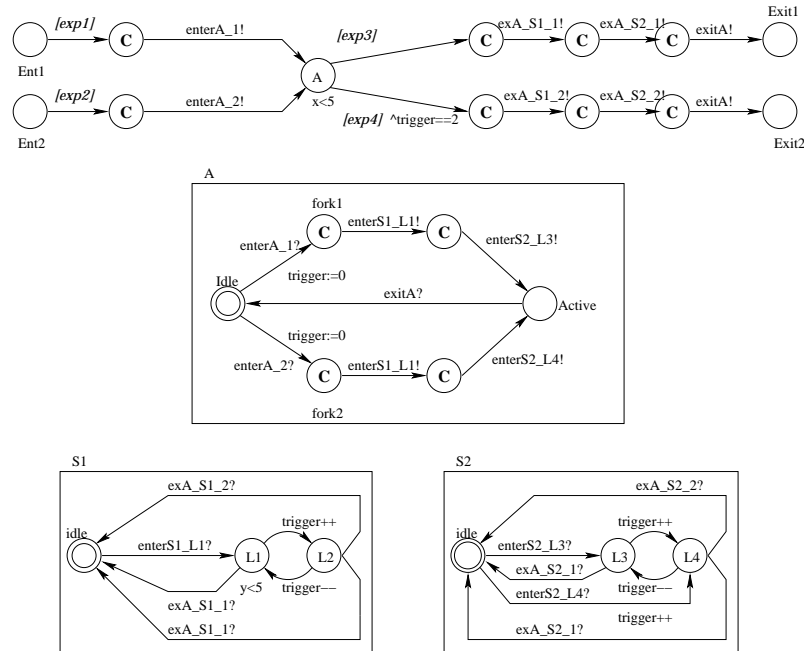 Exit1
[exp1] enterA_1! [exp3] exA_S1_1! exA_S2_1! exitA!
C C C C
Ent1
A
[exp2] enterA_2! x<5 exA_S1_2! exA_S2_2! exitA!
C [exp4] ^trigger==2 C C C
Ent2 Exit2
A
fork1
C enterS1_L1! C
enterA_1? enterS2_L3!
Idle trigger:=0
exitA? Active
trigger:=0
enterA_2? C enterS1_L1! C enterS2_L4!
fork2
S1
exA_S1_2?
idle trigger++
enterS1_L1? L1 L2
y<5 trigger--
exA_S1_1?
exA_S1_1?
S2
exA_S2_2?
idle trigger++
enterS2_L3? L3 L4
exA_S2_1?
trigger--
enterS2_L4?
trigger++
exA_S2_1?